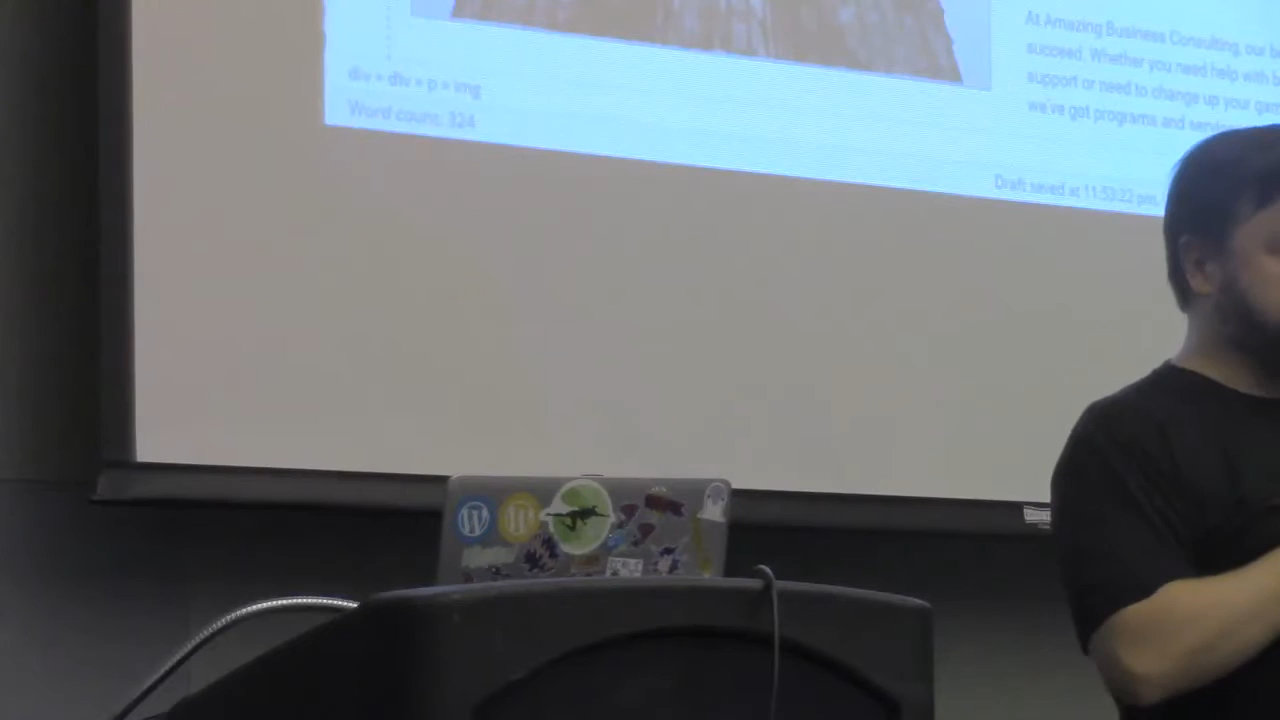 At Amazing Business Consulting, our b
succeed. Whether you need help with b
support or need to change up your gam
we've got programs and servi
div » div » p » img
Word count: 324
Draft saved at 11:53:22 pm.
W
W